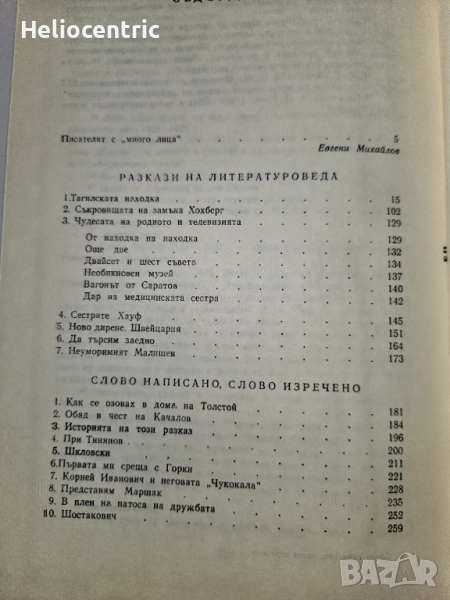 Heliocentric
Писателят с „много лица“ . . . . . . . . 5
Евгени Михайлов
РАЗКАЗИ НА ЛИТЕРАТУРОВЕДА
1.Тагилската находка . . . . . . . . 15
2. Съкровищата на замъка Хохберг . . . . . 102
3. Чудесата на родното и телевизията . . . . 129
От находка на находка . . . . . . . 129
Още две . . . . . . . . . 132
Двайсет и шест съвета . . . . . . . 134
Необикновен музей . . . . . . . 137
Вагонът от Саратов . . . . . . . 140
Дар на медицинската сестра . . . . . 142
4. Сестрите Хауф . . . . . . . . 145
5. Ново дирене. Швейцария . . . . . . 151
6. Да търсим заедно . . . . . . . 164
7. Неуморимият Малишев . . . . . . 173
СЛОВО НАПИСАНО, СЛОВО ИЗРЕЧЕНО
1. Как се озовах в дома на Толстой . . . . 181
2. Обяд в чест на Качалов . . . . . . 184
3. Историята на този разказ . . . . . . 196
4. При Тинянов . . . . . . . . 200
5. Шкловски . . . . . . . . 211
6.Първата ми среща с Горки . . . . . 221
7. Корней Иванович и неговата „Чукокала“ . . . 228
8. Представям Маршак . . . . . . . 235
9. В плен на патоса на дружбата . . . . . 252
10. Шостакович . . . . . . . . 259
BAZAR